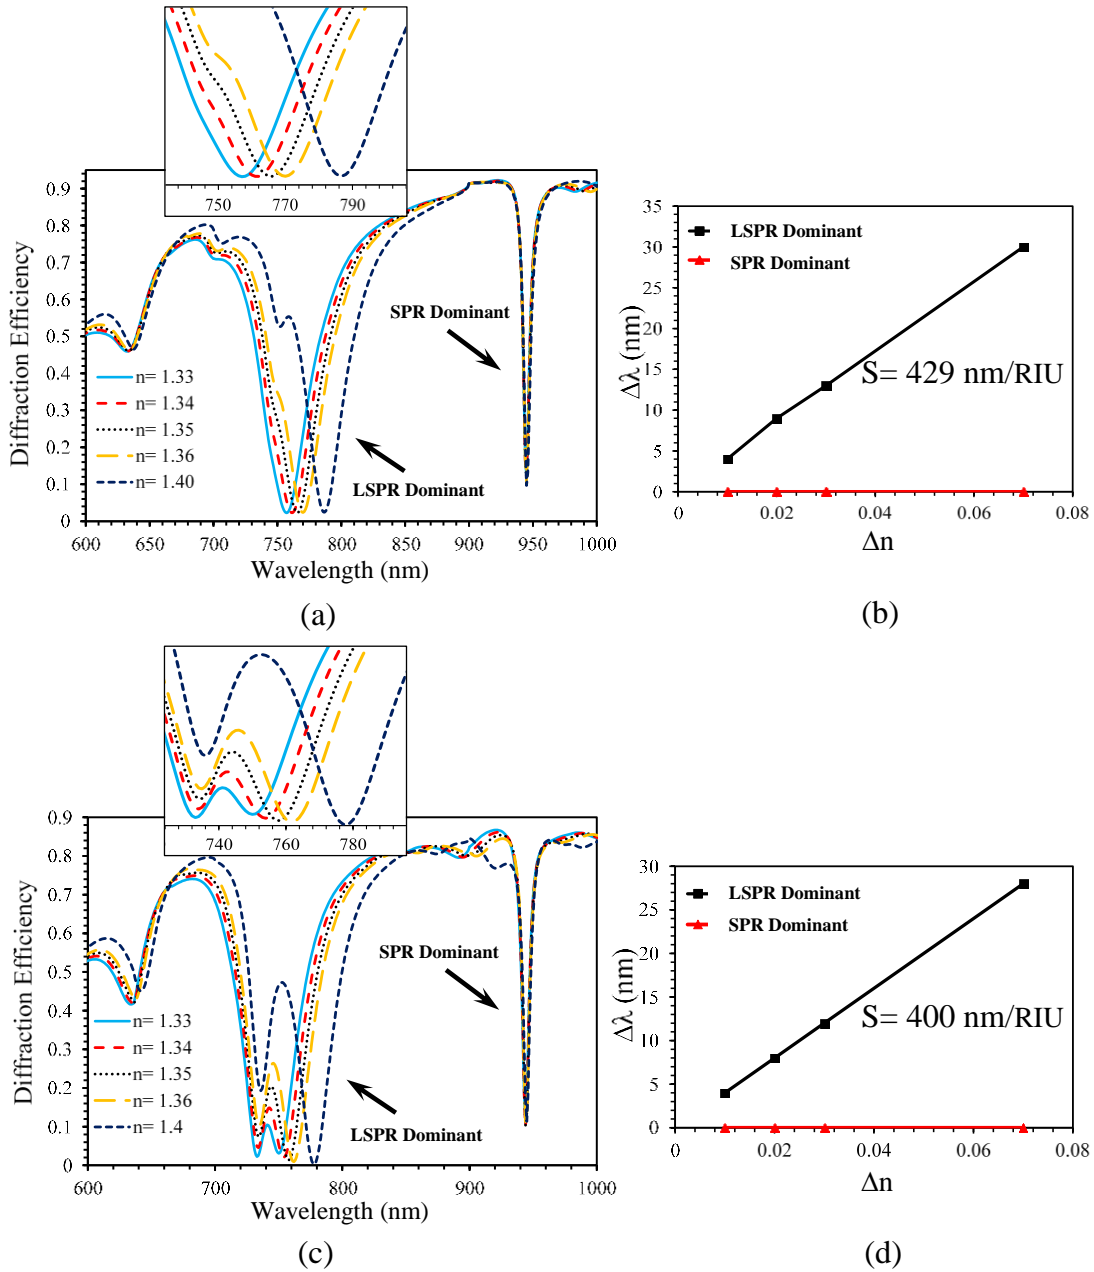 750
770
790
0.9
0.8
0.7
0.6
0.5
0.4
0.3
0.2
0.1
0
Diffraction Efficiency
n= 1.33
n= 1.34
n= 1.35
n= 1.36
n= 1.40
SPR Dominant
LSPR Dominant
600 650 700 750 800 850 900 950 1000
Wavelength (nm)
(a)
35
30
25
20
15
10
5
0
Δλ (nm)
LSPR Dominant
SPR Dominant
S= 429 nm/RIU
0 0.02 0.04 0.06 0.08
Δn
(b)
740 760 780
0.9
0.8
0.7
0.6
0.5
0.4
0.3
0.2
0.1
0
Diffraction Efficiency
n= 1.33
n= 1.34
n= 1.35
n= 1.36
n= 1.4
SPR Dominant
LSPR Dominant
600 700 800 900 1000
Wavelength (nm)
(c)
30
25
20
15
10
5
0
Δλ (nm)
LSPR Dominant
SPR Dominant
S= 400 nm/RIU
0 0.02 0.04 0.06 0.08
Δn
(d)